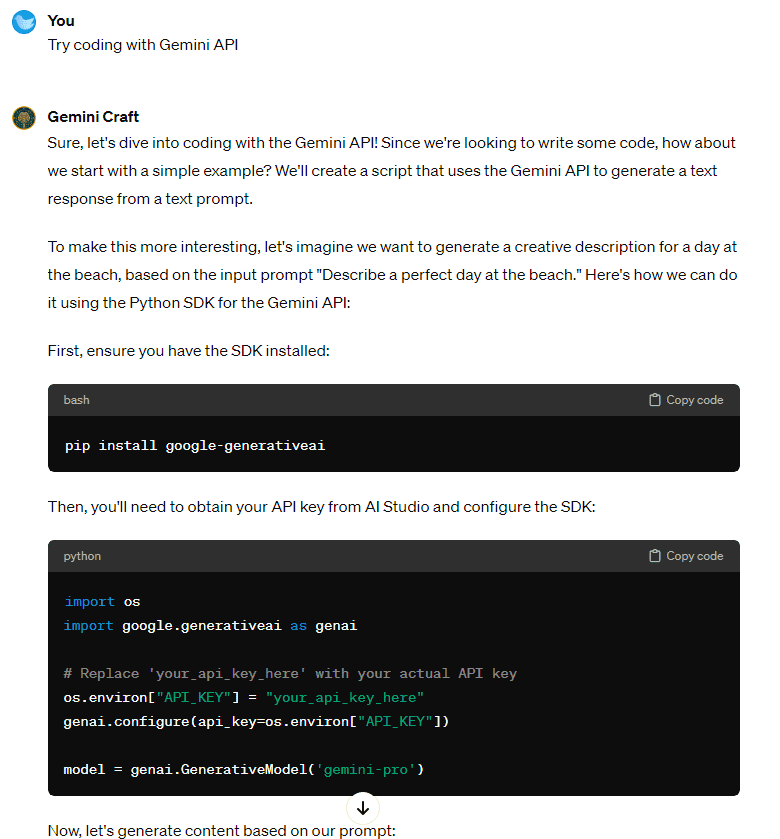 You
Try coding with Gemini API
Gemini Craft
Sure, let's dive into coding with the Gemini API! Since we're looking to write some code, how about
we start with a simple example? We'll create a script that uses the Gemini API to generate a text
response from a text prompt.
To make this more interesting, let's imagine we want to generate a creative description for a day at
the beach, based on the input prompt "Describe a perfect day at the beach." Here's how we can do
it using the Python SDK for the Gemini API:
First, ensure you have the SDK installed:
bash Copy code
pip install google-generativeai
Then, you'll need to obtain your API key from AI Studio and configure the SDK:
python Copy code
import os
import google.generativeai as genai
# Replace 'your_api_key_here' with your actual API key
os.environ["API_KEY"] = "your_api_key_here"
genai.configure(api_key=os.environ["API_KEY"])
model = genai.GenerativeModel('gemini-pro')
Now, let's generate content based on our prompt: